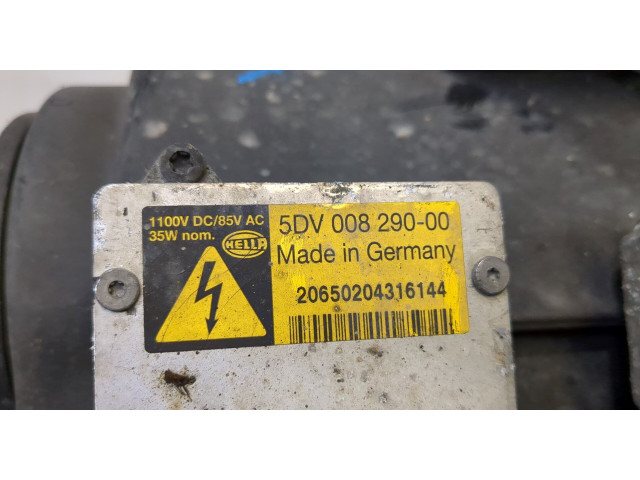 1100V DC/85V AC
35W nom.
HELLA
5DV 008 290-00
Made in Germany
20650204316144